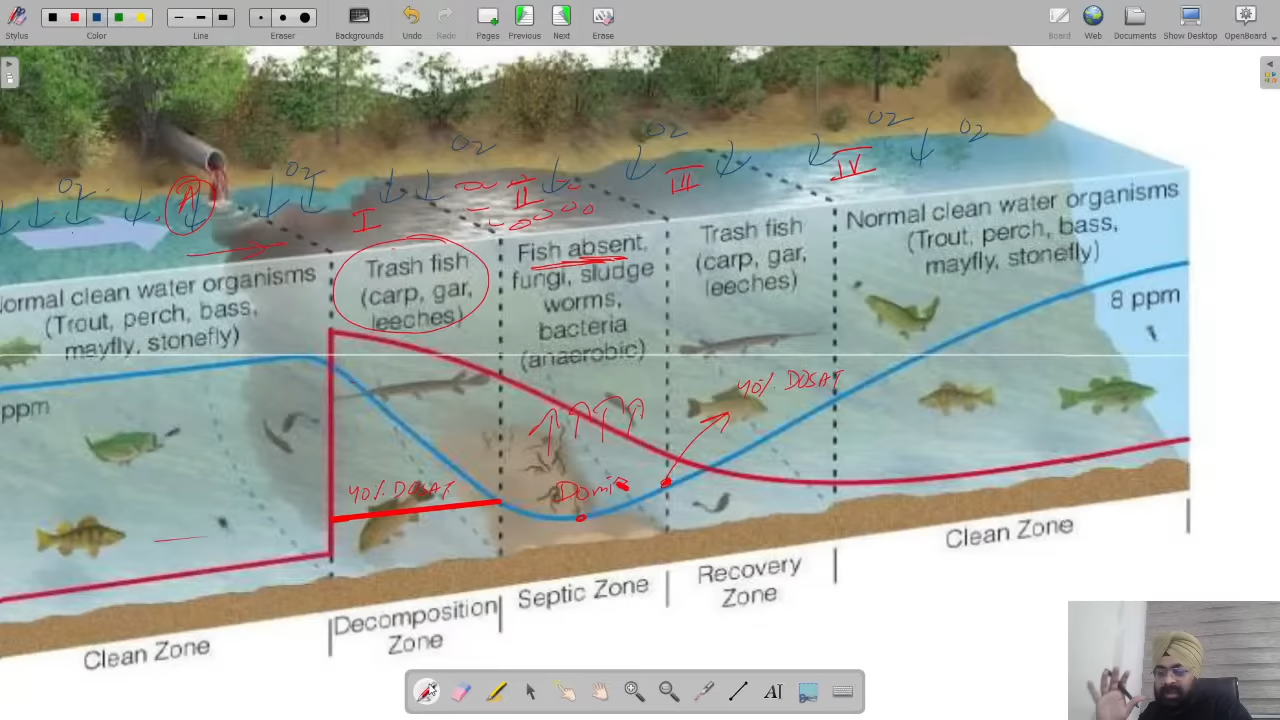 Stylus
Color
Line
Eraser
Backgrounds
Undo
Redo
Pages
Previous
Next
Erase
Board
Web
Documents
Show Desktop
OpenBoard
O2
O2
O2
O2
O2
O2
A
I
II
III
IV
Normal clean water organisms
(Trout, perch, bass,
mayfly, stonefly)
Trash fish
(carp, gar,
leeches)
Fish absent,
fungi, sludge
worms,
bacteria
(anaerobic)
Trash fish
(carp, gar,
leeches)
Normal clean water organisms
(Trout, perch, bass,
mayfly, stonefly)
8 ppm
ppm
40% DOSAT
40% DOSAT
Clean Zone
Decomposition
Zone
Septic Zone
Recovery
Zone
Clean Zone
AI